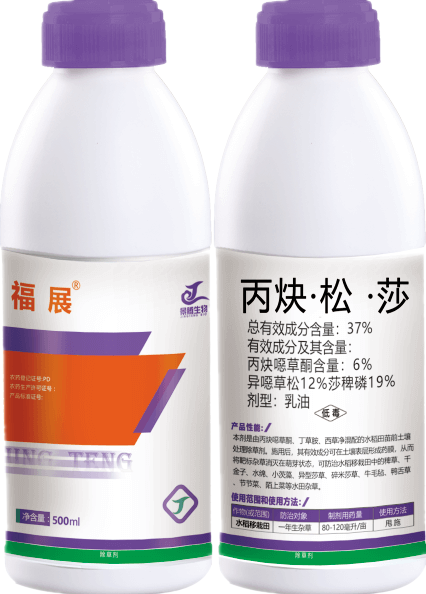 福展®
景腾生物
JINGTENG BIO
农药登记证号:PD
农药生产许可证号:
产品标准证号:
JING TENG
净含量: 500ml
除草剂
丙炔·松 ·莎
总有效成分含量: 37%
有效成分及其含量:
丙炔噁草酮含量: 6%
异噁草松12%莎稗磷19%
剂型: 乳油
低毒
产品性能:
本剂是由丙炔噁草酮、丁草胺、西草净混配的水稻田苗前土壤
处理除草剂。施用后, 其有效成分可在土壤表层形成药膜, 从而
将靶标杂草消灭在萌芽状态, 可防治水稻移栽田中的稗草、千
金子、水绵、小茨藻、异型莎草、碎米莎草、牛毛毡、鸭舌草
、节节菜、陌上菜等水田杂草。
使用范围和使用方法:
作物(或范围) 防治对象 制剂用药量 使用方法
水稻移栽田 一年生杂草 80-120毫升/亩 甩施
除草剂